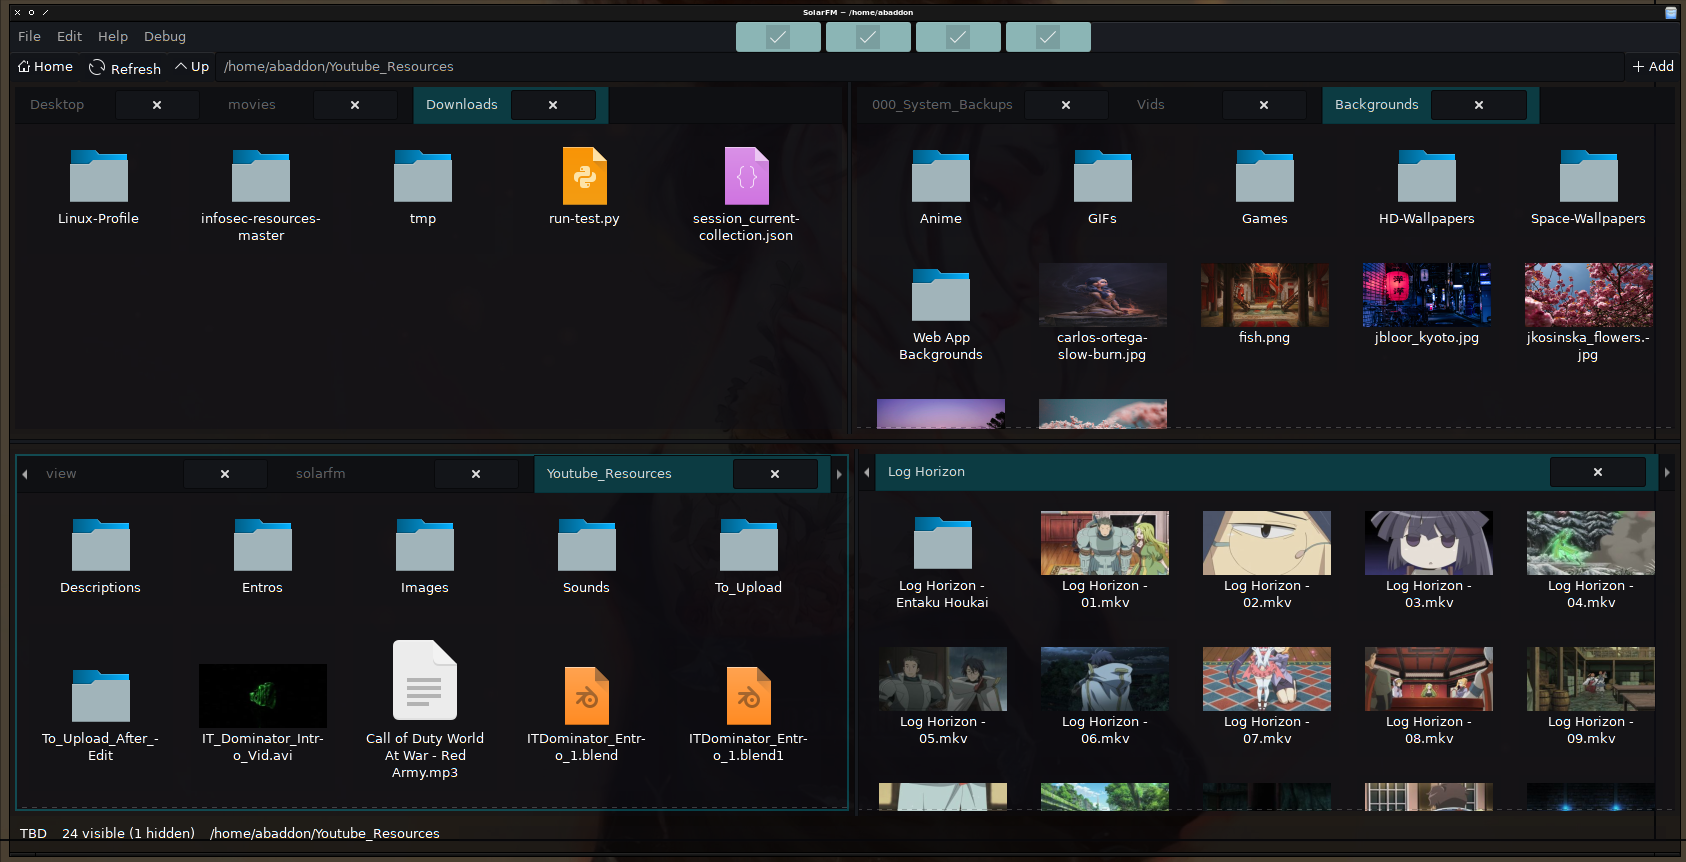 SolarFM ~ /home/abaddon
File Edit Help Debug
Home Refresh Up /home/abaddon/Youtube_Resources Add
Desktop movies Downloads
Linux-Profile
infosec-resources-
master
tmp
run-test.py
session_current-
collection.json
000_System_Backups Vids Backgrounds
Anime
GIFs
Games
HD-Wallpapers
Space-Wallpapers
Web App
Backgrounds
carlos-ortega-
slow-burn.jpg
fish.png
jbloor_kyoto.jpg
jkosinska_flowers.-
jpg
view solarfm Youtube_Resources
Descriptions
Entros
Images
Sounds
To_Upload
To_Upload_After_-
Edit
IT_Dominator_Intr-
o_Vid.avi
Call of Duty World
At War - Red
Army.mp3
ITDominator_Entr-
o_1.blend
ITDominator_Entr-
o_1.blend1
Log Horizon
Log Horizon -
Entaku Houkai
Log Horizon -
01.mkv
Log Horizon -
02.mkv
Log Horizon -
03.mkv
Log Horizon -
04.mkv
Log Horizon -
05.mkv
Log Horizon -
06.mkv
Log Horizon -
07.mkv
Log Horizon -
08.mkv
Log Horizon -
09.mkv
TBD 24 visible (1 hidden) /home/abaddon/Youtube_Resources